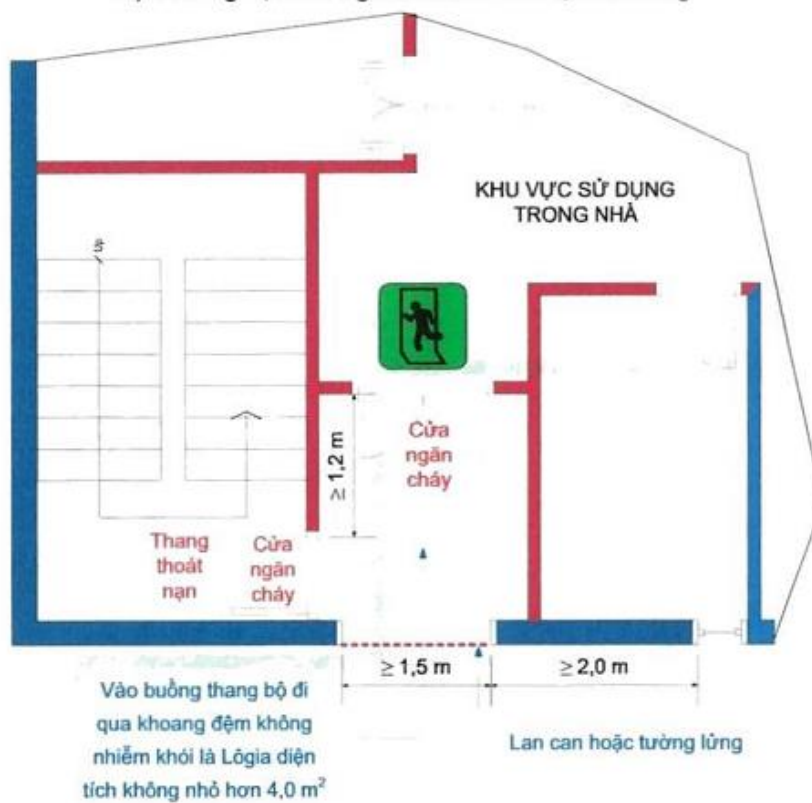 KHU VỰC SỬ DỤNG
TRONG NHÀ
Cửa
ngăn
cháy
≥ 1,2 m
Thang
thoát
nạn
Cửa
ngăn
cháy
≥ 1,5 m
≥ 2,0 m
Vào buồng thang bộ đi
qua khoang đệm không
nhiễm khói là Lôgia diện
tích không nhỏ hơn 4,0 m²
Lan can hoặc tường lửng